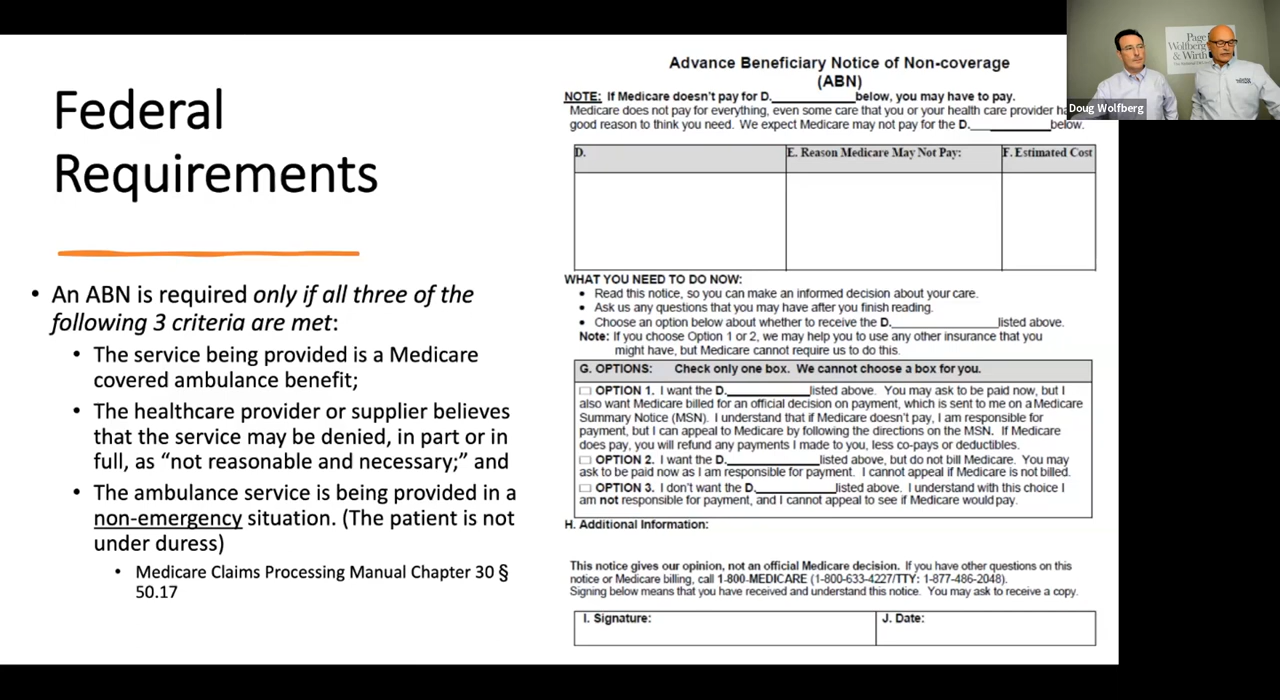 Federal
Requirements
• An ABN is required only if all three of the
following 3 criteria are met:
• The service being provided is a Medicare
covered ambulance benefit;
• The healthcare provider or supplier believes
that the service may be denied, in part or in
full, as “not reasonable and necessary;” and
• The ambulance service is being provided in a
non-emergency situation. (The patient is not
under duress)
• Medicare Claims Processing Manual Chapter 30 §
50.17
Advance Beneficiary Notice of Non-coverage
(ABN)
NOTE: If Medicare doesn't pay for D.____________below, you may have to pay.
Medicare does not pay for everything, even some care that you or your health care provider
good reason to think you need. We expect Medicare may not pay for the D.___________below.
D.
E. Reason Medicare May Not Pay:
F. Estimated Cost
WHAT YOU NEED TO DO NOW:
• Read this notice, so you can make an informed decision about your care.
• Ask us any questions that you may have after you finish reading.
• Choose an option below about whether to receive the D.________________listed above.
Note: If you choose Option 1 or 2, we may help you to use any other insurance that you
might have, but Medicare cannot require us to do this.
G. OPTIONS: Check only one box. We cannot choose a box for you.
☐ OPTION 1. I want the D.____________listed above. You may ask to be paid now, but I
also want Medicare billed for an official decision on payment, which is sent to me on a Medicare
Summary Notice (MSN). I understand that if Medicare doesn't pay, I am responsible for
payment, but I can appeal to Medicare by following the directions on the MSN. If Medicare
does pay, you will refund any payments I made to you, less co-pays or deductibles.
☐ OPTION 2. I want the D.____________listed above, but do not bill Medicare. You may
ask to be paid now as I am responsible for payment. I cannot appeal if Medicare is not billed.
☐ OPTION 3. I don't want the D.____________listed above. I understand with this choice I
am not responsible for payment, and I cannot appeal to see if Medicare would pay.
H. Additional Information:
This notice gives our opinion, not an official Medicare decision. If you have other questions on this
notice or Medicare billing, call 1-800-MEDICARE (1-800-633-4227/TTY: 1-877-486-2048).
Signing below means that you have received and understand this notice. You may ask to receive a copy.
I. Signature:
J. Date:
Page
Wolfberg
& Wirth
Doug Wolfberg